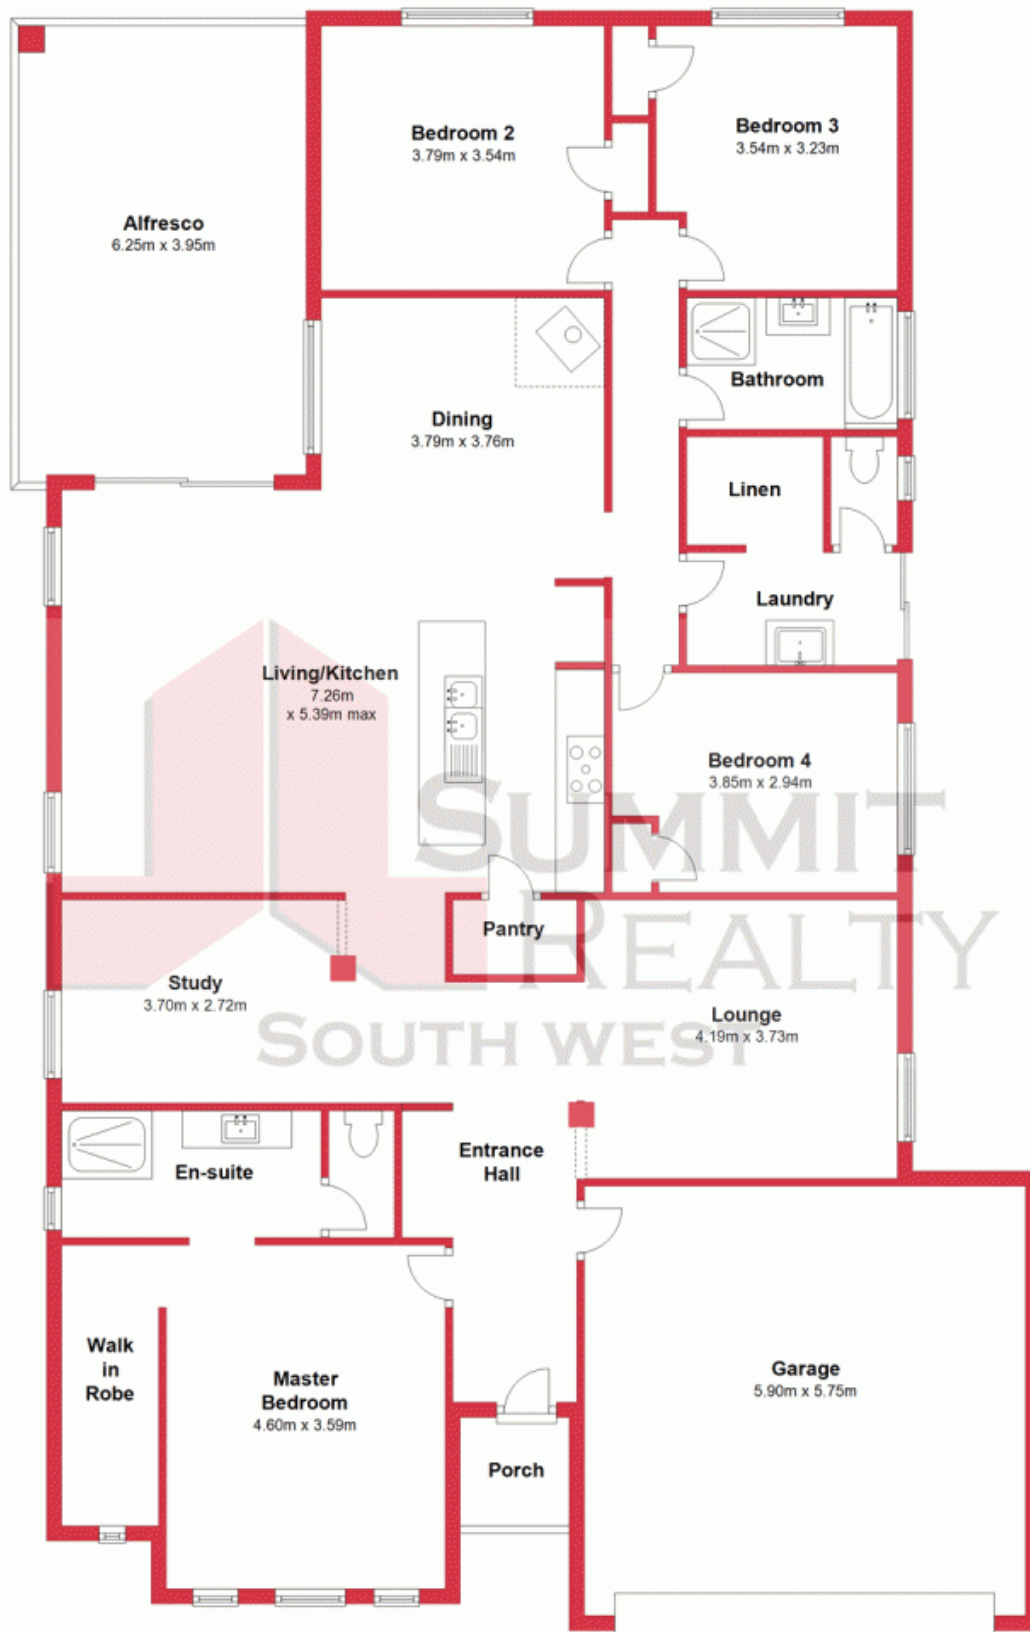 Bedroom 2
3.79m x 3.54m
Bedroom 3
3.54m x 3.23m
Alfresco
6.25m x 3.95m
Bathroom
Dining
3.79m x 3.76m
Linen
Laundry
Living/Kitchen
7.26m
x 5.39m max
Bedroom 4
3.85m x 2.94m
SUMMIT
REALTY
SOUTH WEST
Pantry
Study
3.70m x 2.72m
Lounge
4.19m x 3.73m
Entrance
Hall
En-suite
Walk
in
Robe
Master
Bedroom
4.60m x 3.59m
Garage
5.90m x 5.75m
Porch